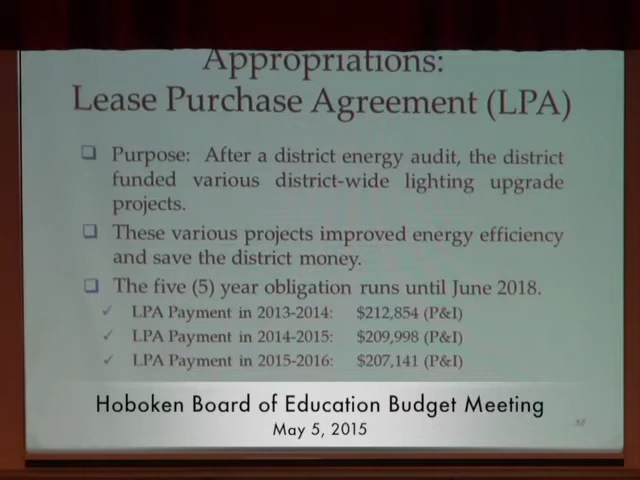 Appropriations:
Lease Purchase Agreement (LPA)
Purpose: After a district energy audit, the district
funded various district-wide lighting upgrade
projects.
These various projects improved energy efficiency
and save the district money.
The five (5) year obligation runs until June 2018.
LPA Payment in 2013-2014: $212,854 (P&I)
LPA Payment in 2014-2015: $209,998 (P&I)
LPA Payment in 2015-2016: $207,141 (P&I)
Hoboken Board of Education Budget Meeting
May 5, 2015